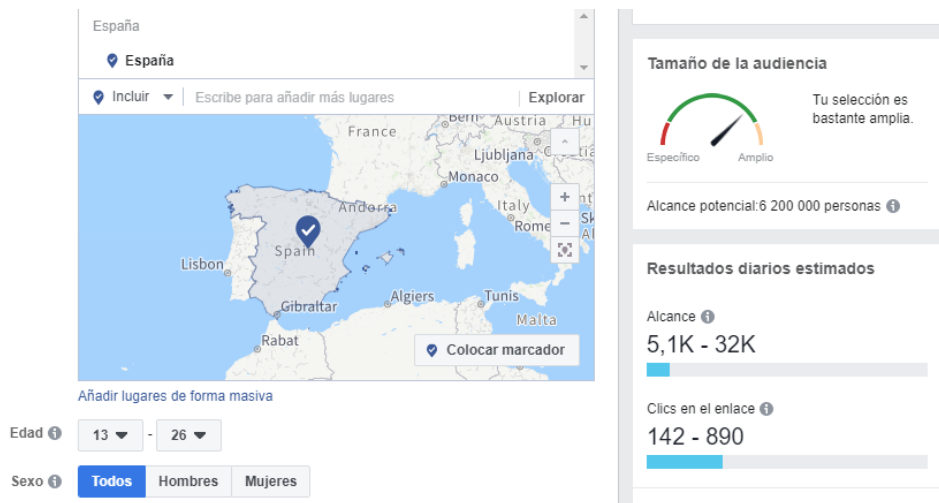 España
España
Incluir
Escribe para añadir más lugares
Explorar
France
Bern
Austria
Hu
Ljubljana
Monaco
Andorra
Italy
Rome
Spain
Lisbon
Gibraltar
Algiers
Tunis
Malta
Rabat
Colocar marcador
Añadir lugares de forma masiva
Edad
13 - 26
Sexo
Todos Hombres Mujeres
Tamaño de la audiencia
Tu selección es
bastante amplia.
Específico Amplio
Alcance potencial:6 200 000 personas
Resultados diarios estimados
Alcance
5,1K - 32K
Clics en el enlace
142 - 890